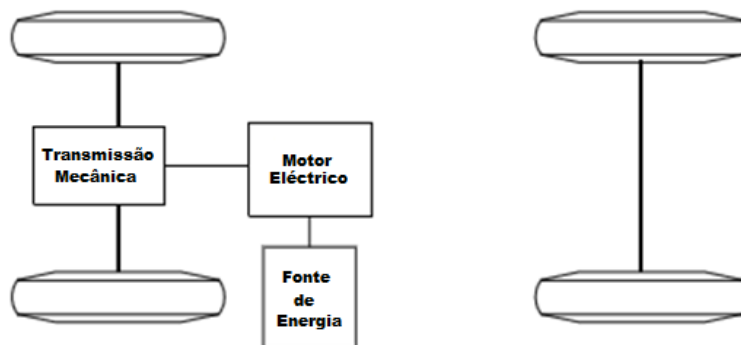 Transmissão
Mecânica
Motor
Eléctrico
Fonte
de
Energia